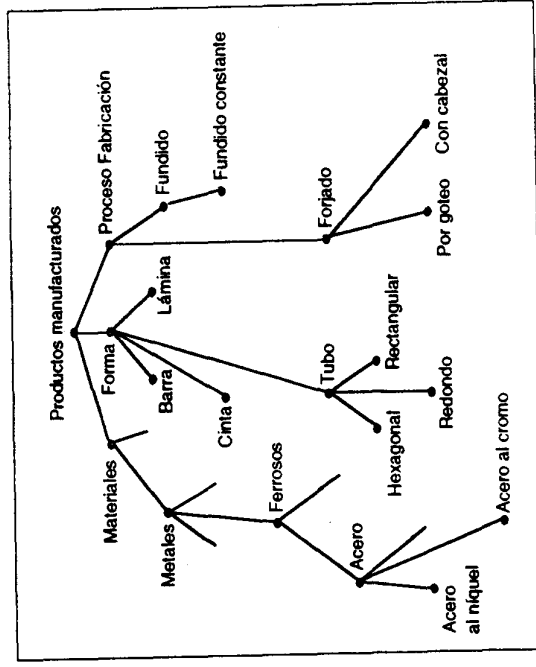 Productos manufacturados
Materiales
Forma
Proceso Fabricación
Metales
Barra
Lámina
Fundido
Cinta
Fundido constante
Ferrosos
Tubo
Forjado
Acero
Hexagonal
Rectangular
Redondo
Por goteo
Con cabezal
Acero
al níquel
Acero al cromo